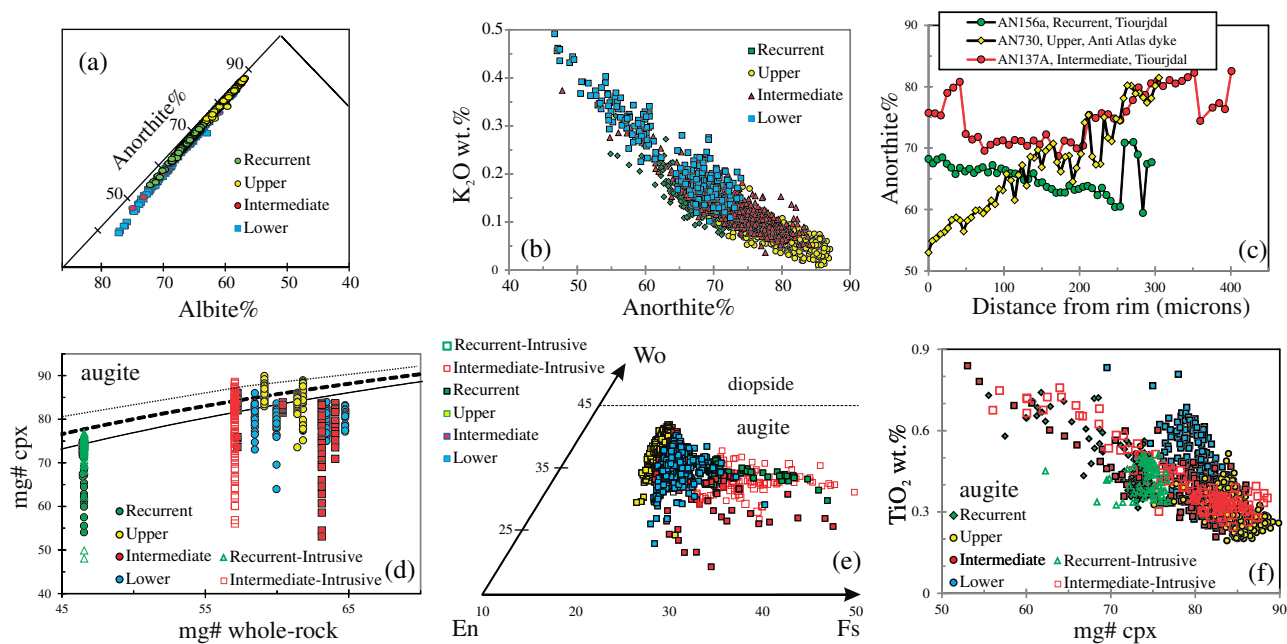 (a)
90
70
50
Anorthite%
Recurrent
Upper
Intermediate
Lower
80
60
40
Albite%
0.5
0.4
0.3
0.2
0.1
0
K2O wt.%
Recurrent
Upper
Intermediate
Lower
(b)
40
50
60
70
80
90
Anorthite%
AN156a, Recurrent, Tiourjdal
AN730, Upper, Anti Atlas dyke
AN137A, Intermediate, Tiourjdal
90
80
70
60
50
Anorthite%
(c)
0
100
200
300
400
Distance from rim (microns)
95
90
80
70
60
50
40
mg# cpx
augite
Recurrent
Upper
Intermediate
Lower
Recurrent-Intrusive
Intermediate-Intrusive
(d)
45
55
65
mg# whole-rock
Recurrent-Intrusive
Intermediate-Intrusive
Recurrent
Upper
Intermediate
Lower
Wo
diopside
45
augite
35
25
(e)
10
30
40
50
En
Fs
0.9
0.6
0.3
0
TiO2 wt.%
augite
Recurrent
Upper
Intermediate
Lower
Recurrent-Intrusive
Intermediate-Intrusive
(f)
50
60
70
80
90
mg# cpx